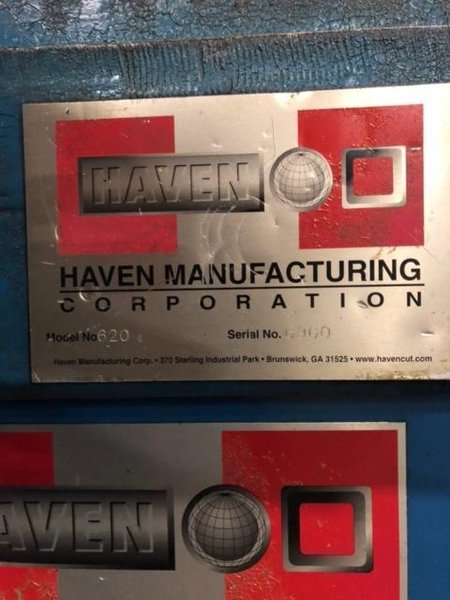 HAVEN
HAVEN MANUFACTURING
CORPORATION
Model No 620 Serial No.
Haven Manufacturing Corp. • 370 Sterling Industrial Park • Brunswick, GA 31525 • www.havencut.com
AVEN